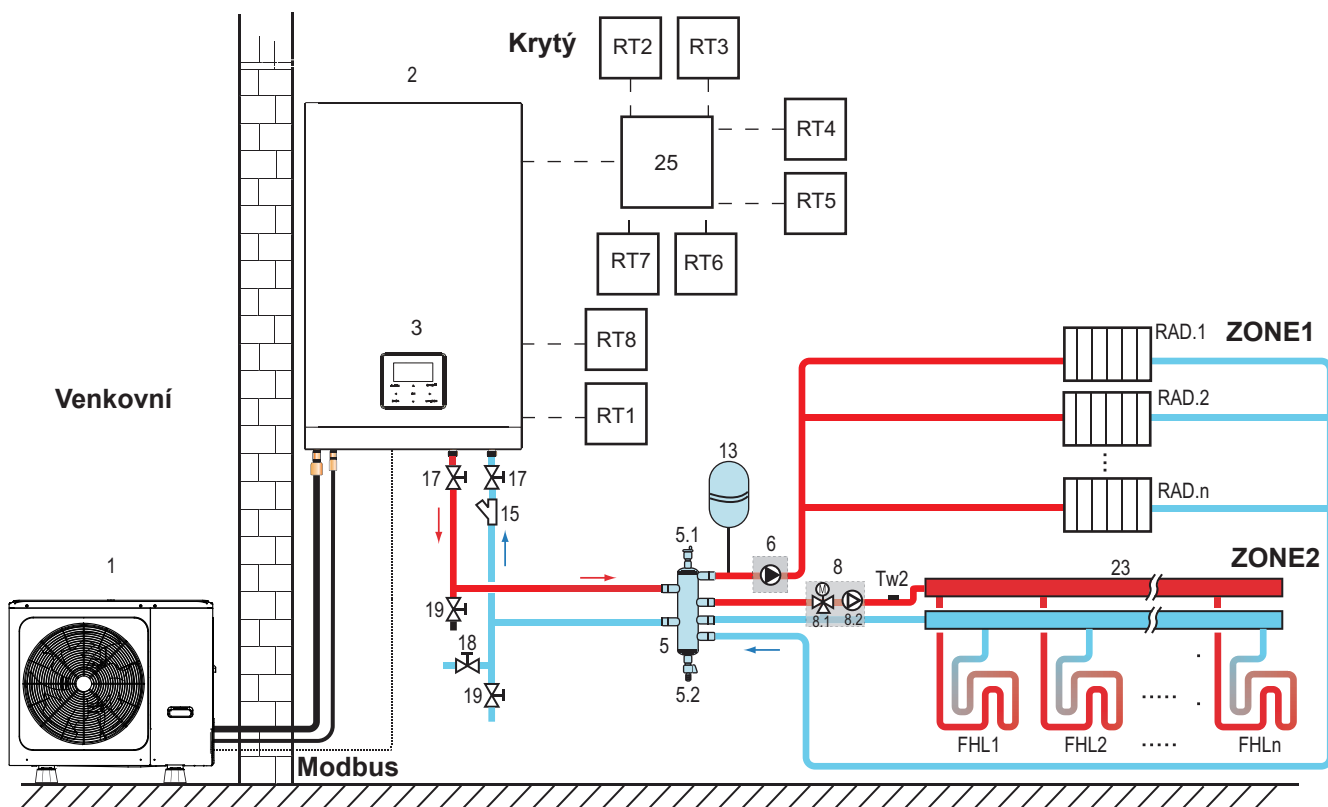 Krytý
RT2
RT3
2
RT4
25
RT5
RT7
RT6
3
RT8
RT1
Venkovní
RAD.1
ZONE1
RAD.2
RAD.n
17
17
15
13
5.1
6
8
M
Tw2
8.1
8.2
23
ZONE2
1
19
18
5
19
5.2
FHL1
FHL2
.....
FHLn
Modbus